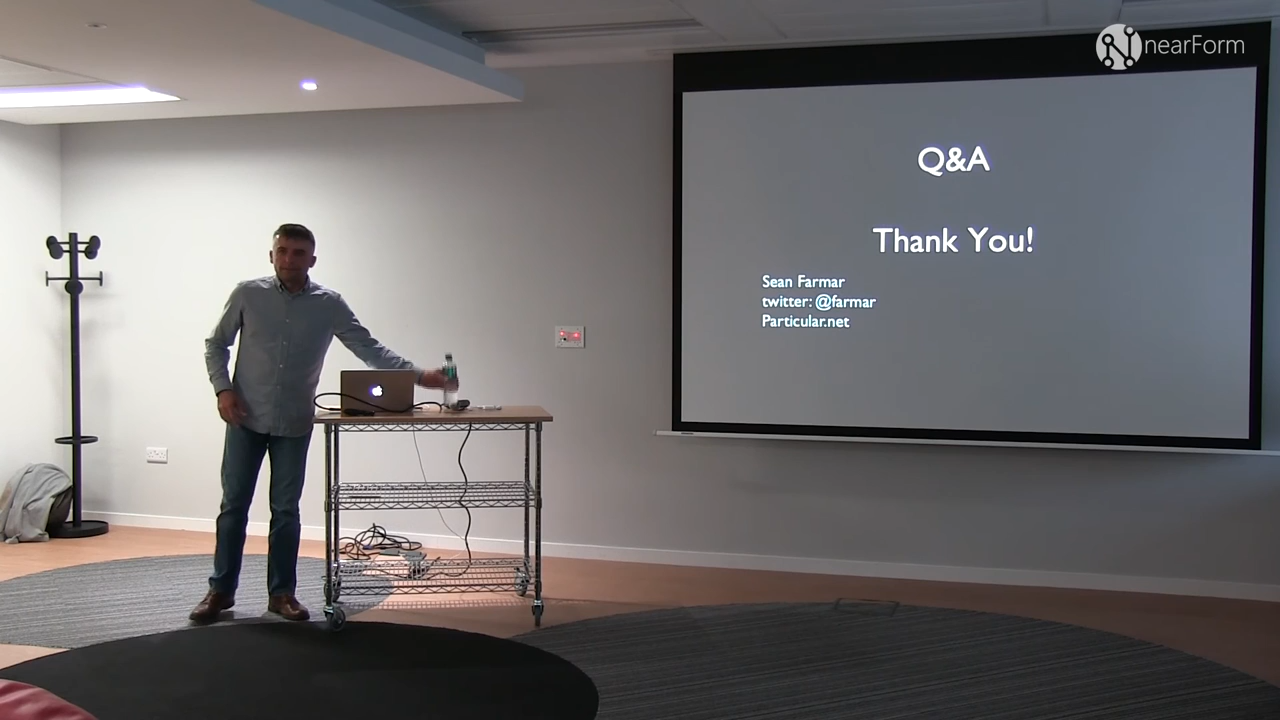 nearForm
Q&A
Thank You!
Sean Farmar
twitter: @farmar
Particular.net